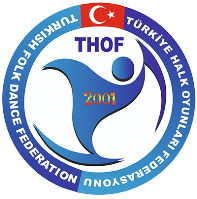 TURKISH FOLK DANCE FEDERATION
TÜRKİYE HALK OYUNLARI FEDERASYONU
THOF
2001